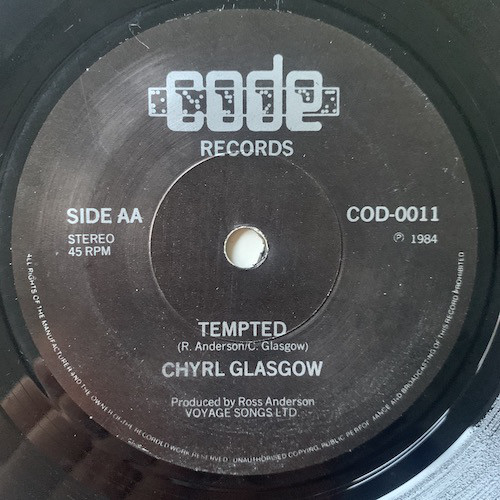 code
RECORDS
SIDE AA
STEREO
45 RPM
COD-0011
℗ 1984
TEMPTED
(R. Anderson/C. Glasgow)
CHYRL GLASGOW
Produced by Ross Anderson
VOYAGE SONGS LTD.
ALL RIGHTS OF THE MANUFACTURER AND THE OWNER OF THE RECORDED WORK RESERVED. UNAUTHORISED COPYING, PUBLIC PERFORMANCE AND BROADCASTING OF THIS RECORD PROHIBITED